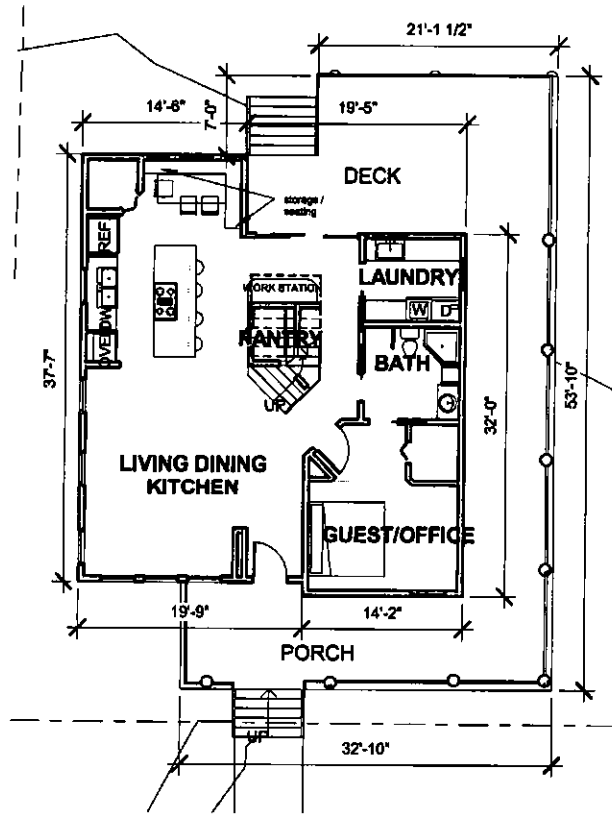 21'-1 1/2"
14'-6"
7'-0"
19'-5"
DECK
storage /
seating
REF
LAUNDRY
WORK STATION
W
D
DW
OVEN
PANTRY
BATH
37'-7"
53'-10"
UP
32'-0"
LIVING DINING
KITCHEN
GUEST/OFFICE
19'-9"
14'-2"
PORCH
UP
32'-10"